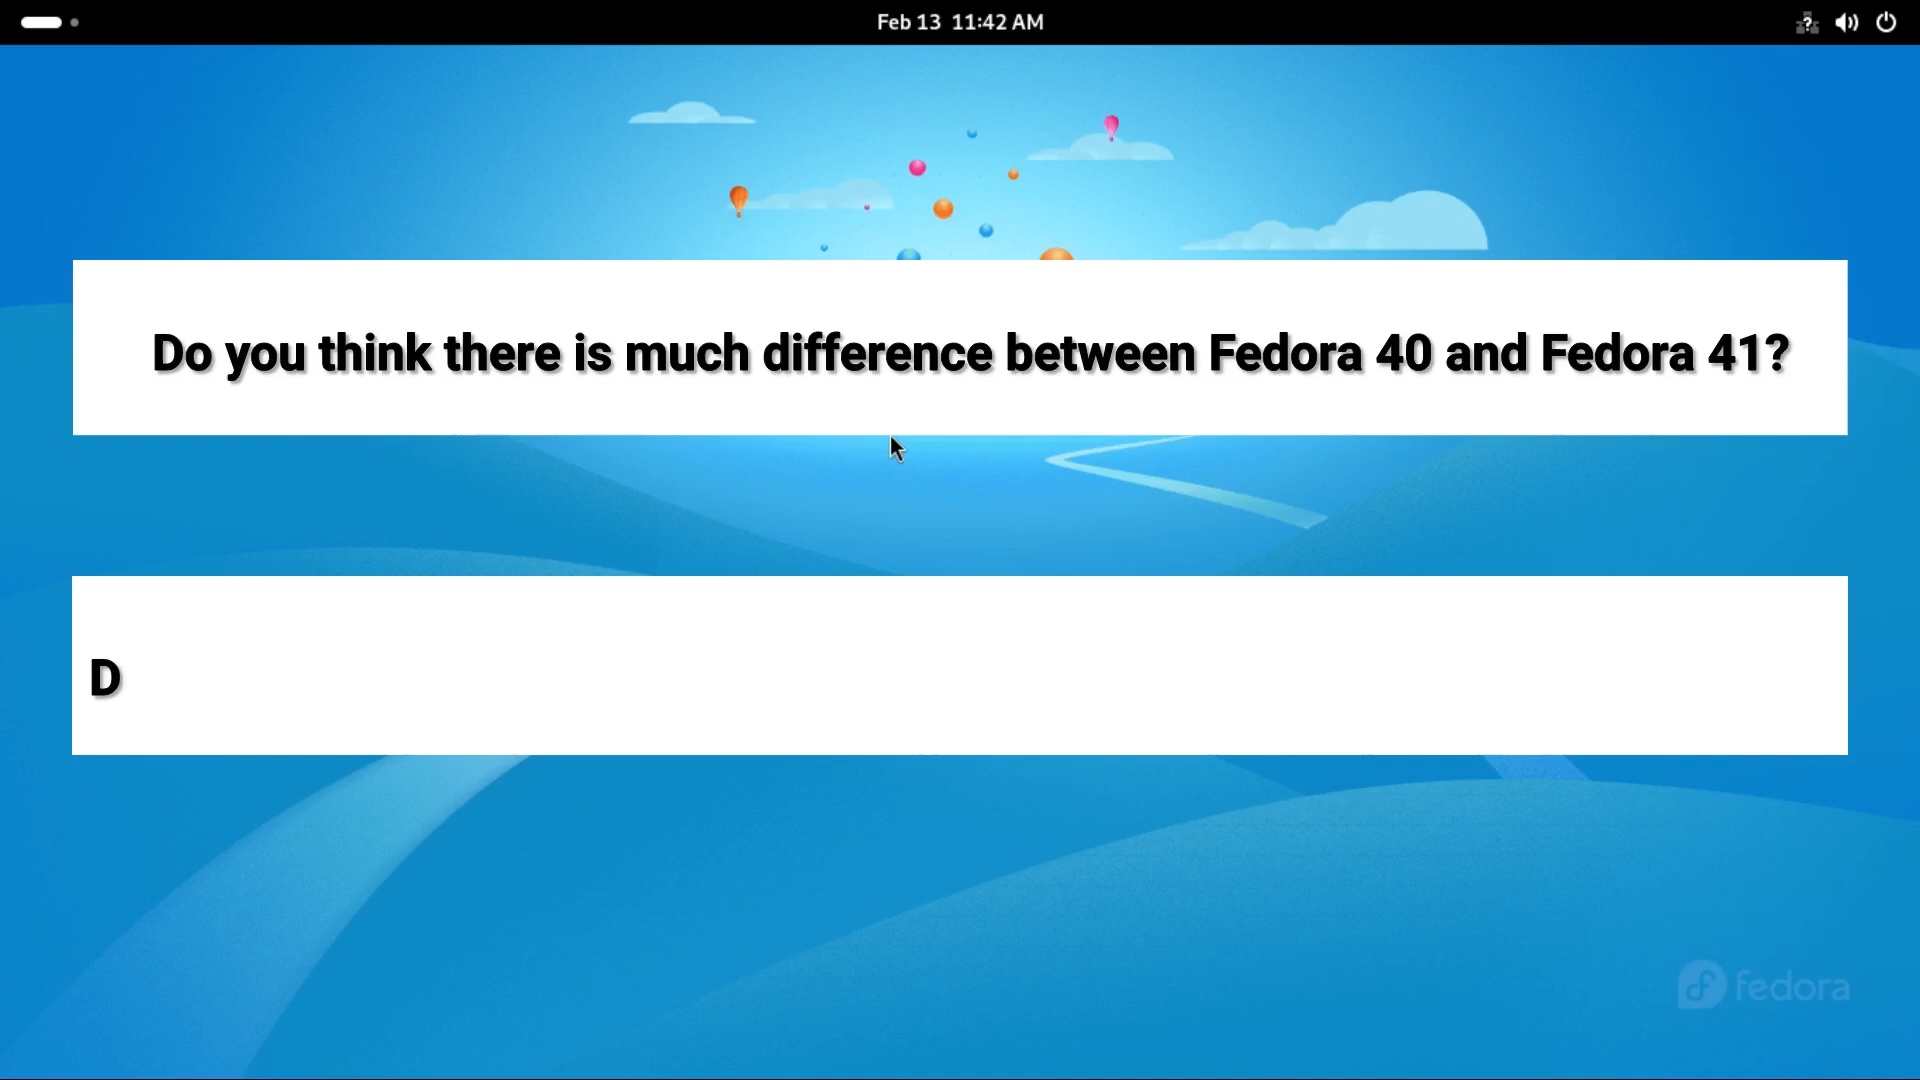 Feb 13 11:42 AM
Do you think there is much difference between Fedora 40 and Fedora 41?
D
fedora